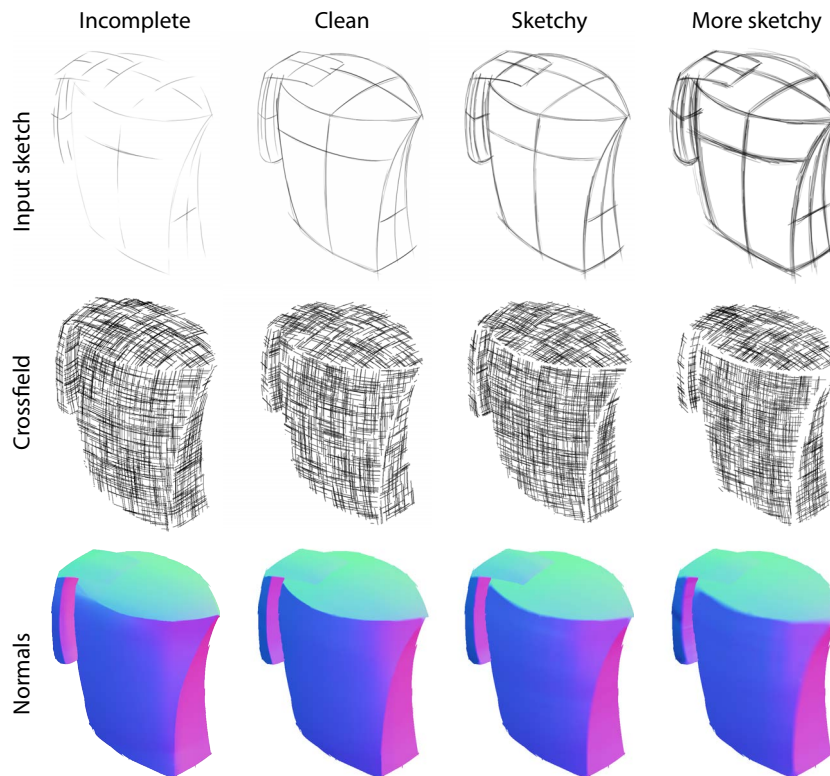 Incomplete
Clean
Sketchy
More sketchy
Input sketch
Crossfield
Normals